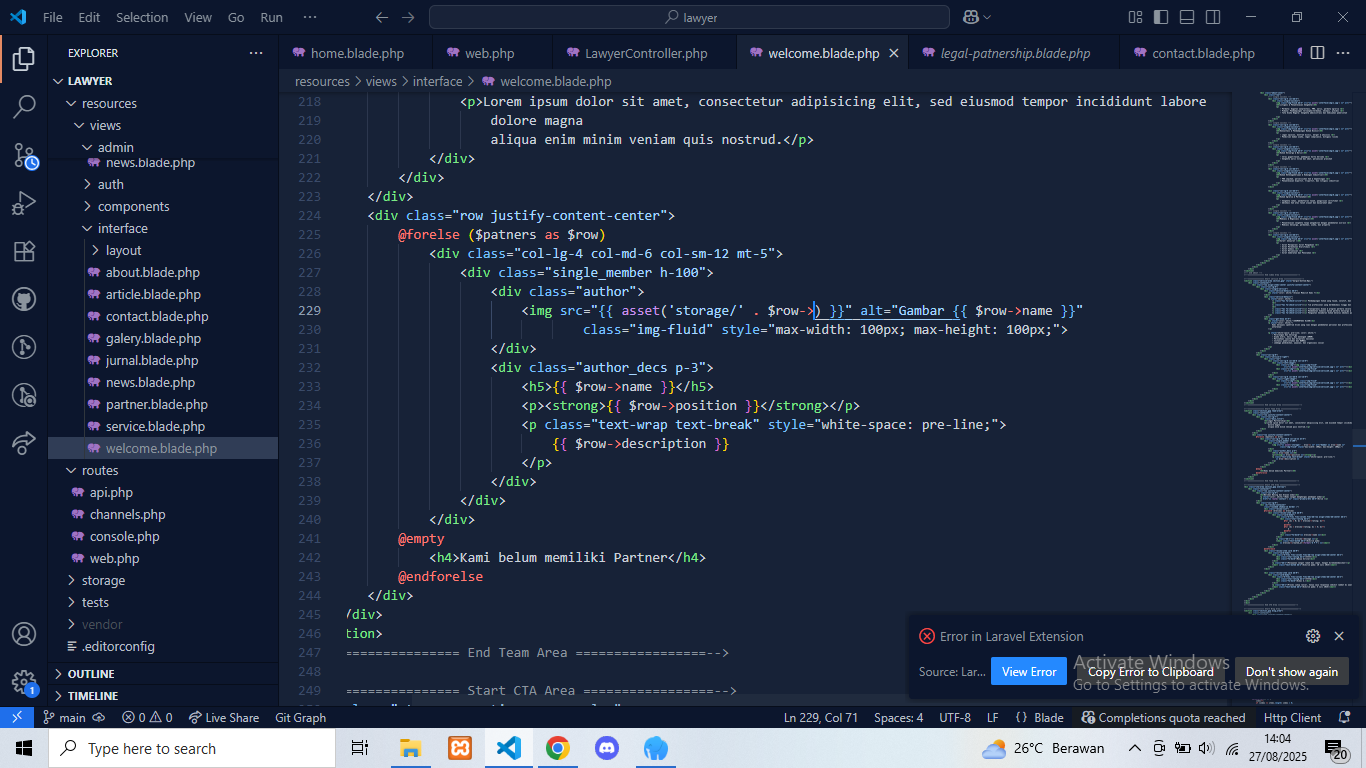 File Edit Selection View Go Run ···
lawyer
EXPLORER
LAWYER
resources
views
admin
news.blade.php
auth
components
interface
layout
about.blade.php
article.blade.php
contact.blade.php
galery.blade.php
jurnal.blade.php
news.blade.php
partner.blade.php
service.blade.php
welcome.blade.php
routes
api.php
channels.php
console.php
web.php
storage
tests
vendor
.editorconfig
OUTLINE
TIMELINE
home.blade.php web.php LawyerController.php welcome.blade.php legal-patnership.blade.php contact.blade.php
resources > views > interface > welcome.blade.php
218 <p>Lorem ipsum dolor sit amet, consectetur adipisicing elit, sed eiusmod tempor incididunt labore
219 dolore magna
220 aliqua enim minim veniam quis nostrud.</p>
221 </div>
222 </div>
223 </div>
224 <div class="row justify-content-center">
225 @forelse ($patners as $row)
226 <div class="col-lg-4 col-md-6 col-sm-12 mt-5">
227 <div class="single_member h-100">
228 <div class="author">
229 <img src="{{ asset('storage/' . $row->) }}" alt="Gambar {{ $row->name }}"
230 class="img-fluid" style="max-width: 100px; max-height: 100px;">
231 </div>
232 <div class="author_decs p-3">
233 <h5>{{ $row->name }}</h5>
234 <p><strong>{{ $row->position }}</strong></p>
235 <p class="text-wrap text-break" style="white-space: pre-line;">
236 {{ $row->description }}
237 </p>
238 </div>
239 </div>
240 </div>
241 @empty
242 <h4>Kami belum memiliki Partner</h4>
243 @endforelse
244 </div>
245 /div>
246 tion>
247 =============== End Team Area =================-->
248
249 =============== Start CTA Area =================-->
Error in Laravel Extension
Source: Lar... View Error Copy Error to Clipboard Don't show again
Activate Windows
Go to Settings to activate Windows.
main 0 0 Live Share Git Graph Ln 229, Col 71 Spaces: 4 UTF-8 LF {} Blade Completions quota reached Http Client
1
Type here to search
26°C Berawan
14:04
27/08/2025
20